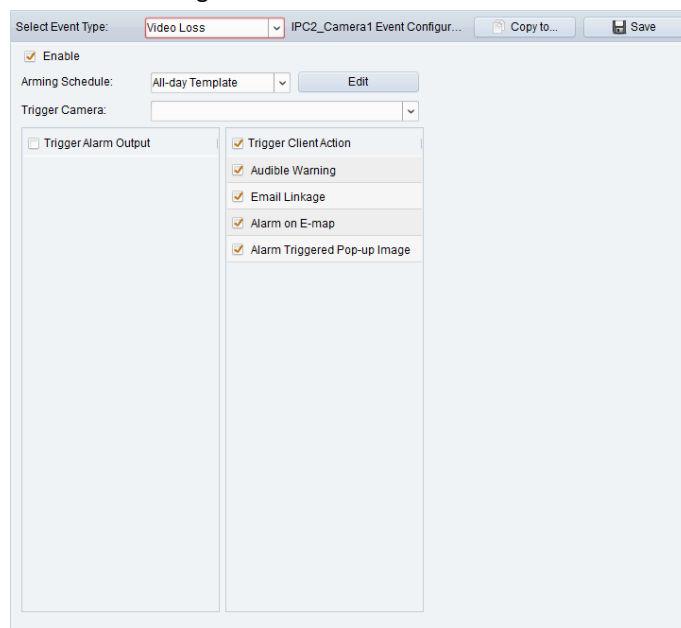 Select Event Type: Video Loss IPC2_Camera1 Event Configur... Copy to... Save
Enable
Arming Schedule: All-day Template Edit
Trigger Camera:
Trigger Alarm Output Trigger Client Action
Audible Warning
Email Linkage
Alarm on E-map
Alarm Triggered Pop-up Image